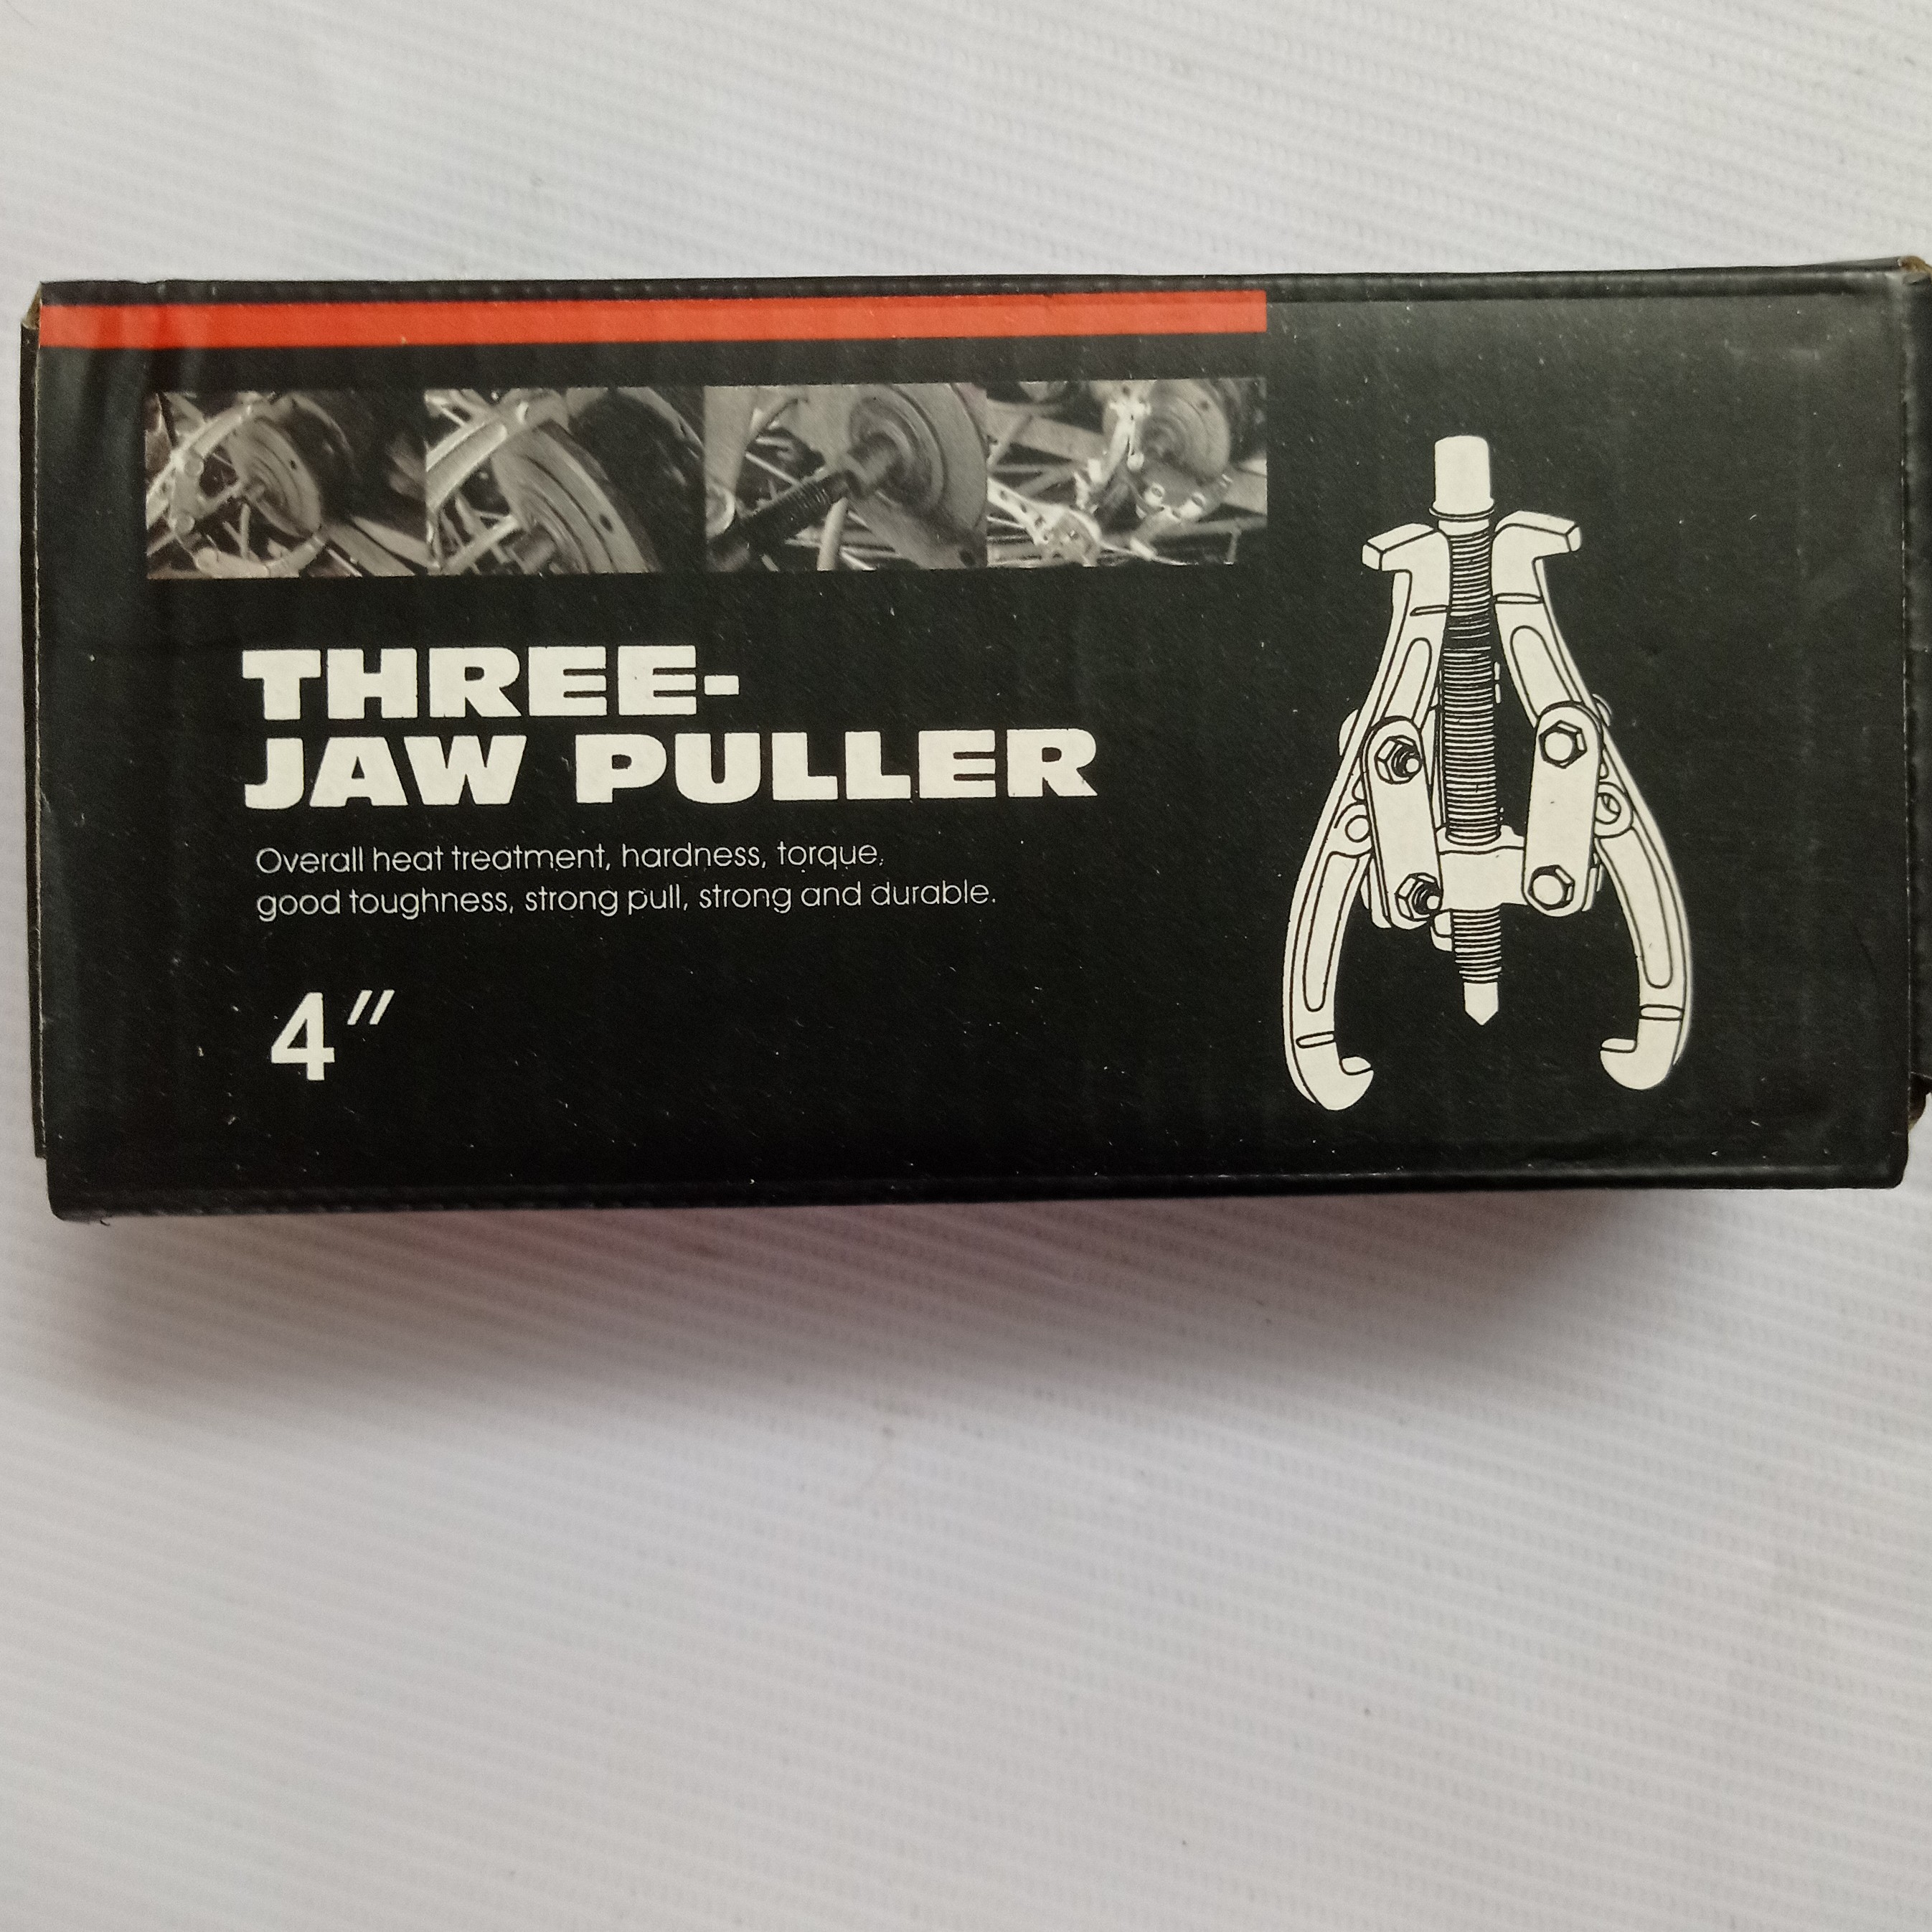 THREE-
JAW PULLER
Overall heat treatment, hardness, torque,
good toughness, strong pull, strong and durable.
4"